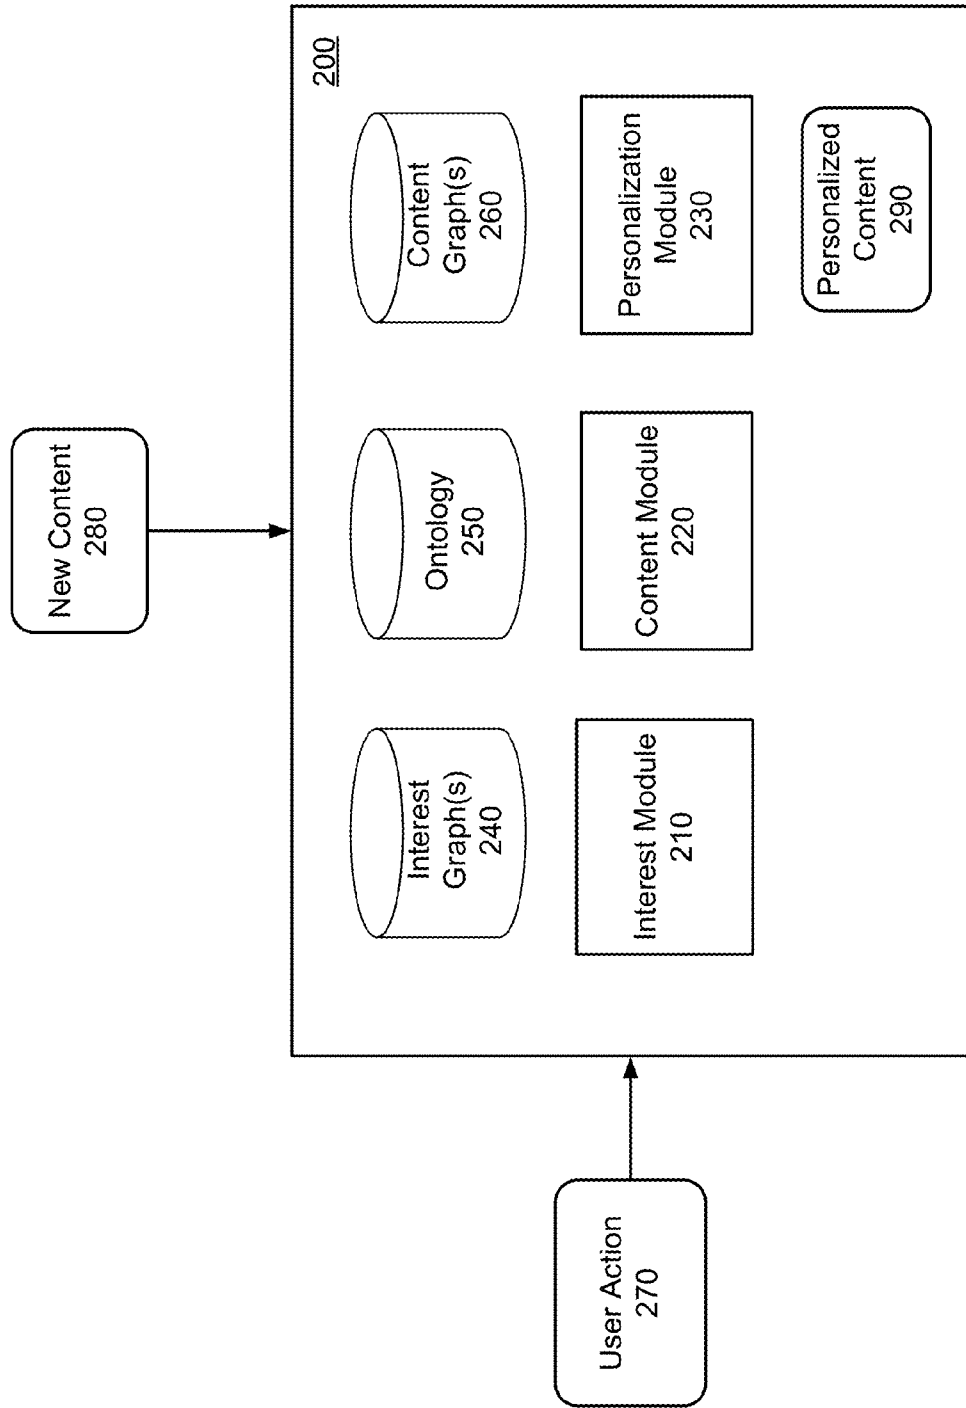 New Content
280
200
Interest
Graph(s)
240
Ontology
250
Content
Graph(s)
260
Interest Module
210
Content Module
220
Personalization
Module
230
Personalized
Content
290
User Action
270